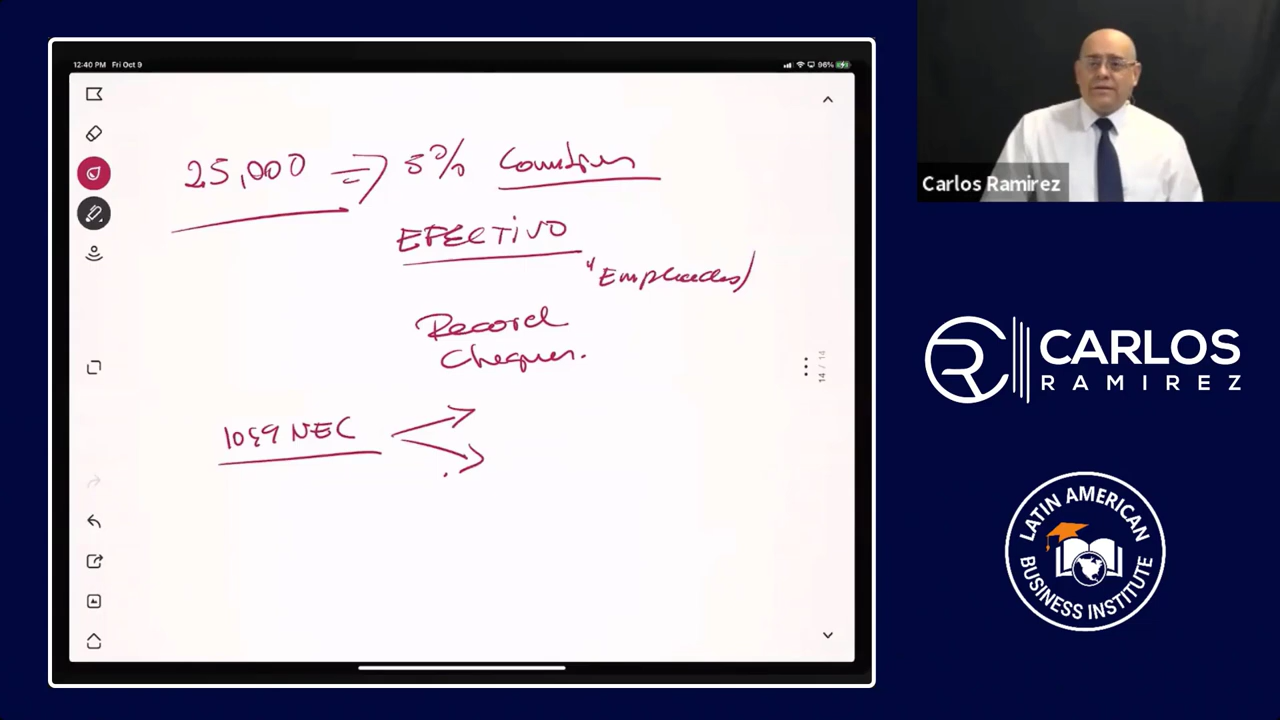 12:40 PM Fri Oct 9
96%
25,000 => 5%
EFECTIVO
"Empleados)
Record
Cheques.
1099 NEC
14 / 14
Carlos Ramirez
CR
CARLOS
RAMIREZ
LATIN AMERICAN
BUSINESS INSTITUTE